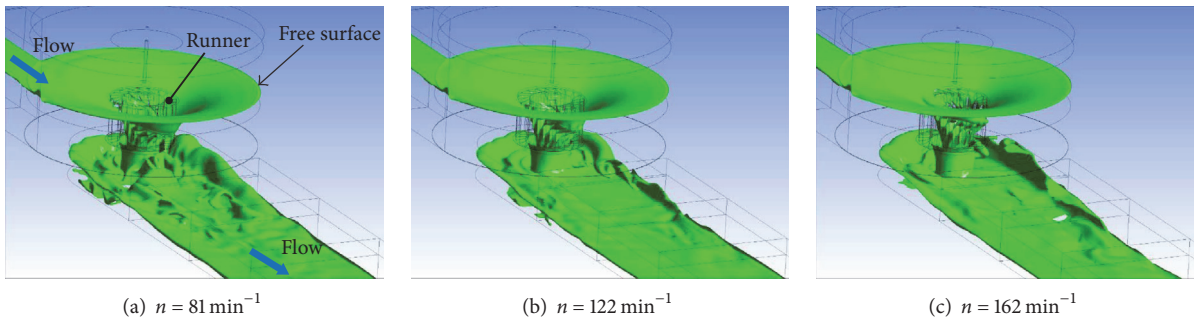 Flow
Runner
Free surface
Flow
(a) n = 81 min⁻¹
(b) n = 122 min⁻¹
(c) n = 162 min⁻¹